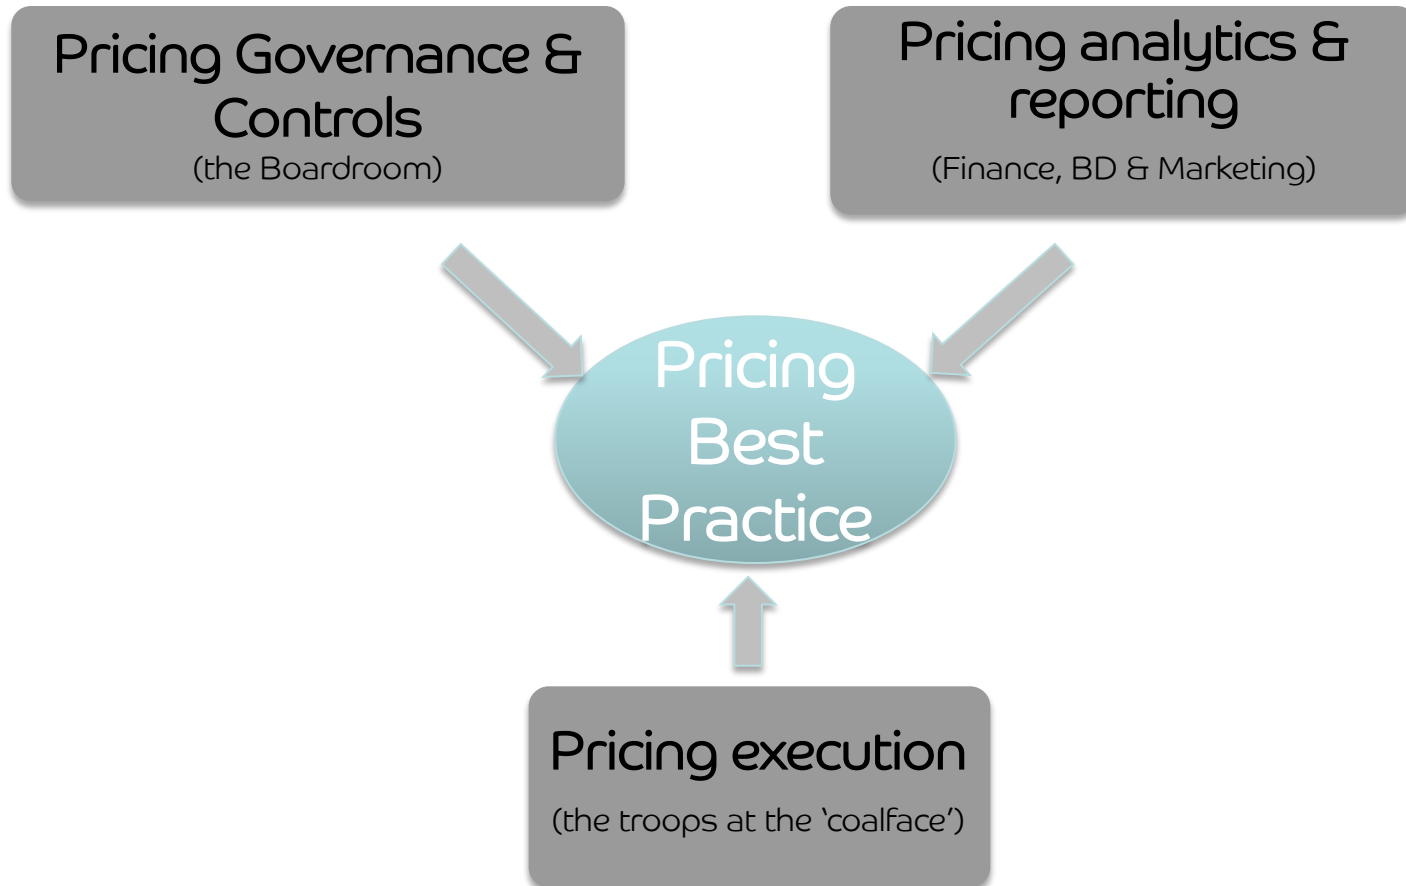 Pricing Governance &
Controls
(the Boardroom)
Pricing analytics &
reporting
(Finance, BD & Marketing)
Pricing
Best
Practice
Pricing execution
(the troops at the ‘coalface’)